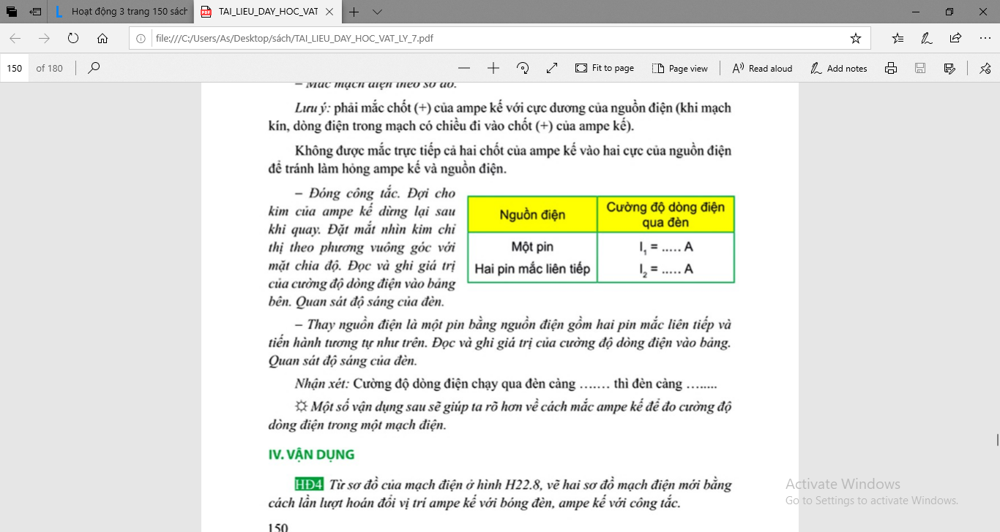 Hoạt động 3 trang 150 sách
TAI_LIEU_DAY_HOC_VAT
file:///C:/Users/As/Desktop/sách/TAI_LIEU_DAY_HOC_VAT_LY_7.pdf
150 of 180
Fit to page
Page view
Read aloud
Add notes
– Mắc mạch điện theo sơ đồ.
Lưu ý: phải mắc chốt (+) của ampe kế với cực dương của nguồn điện (khi mạch
kín, dòng điện trong mạch có chiều đi vào chốt (+) của ampe kế).
Không được mắc trực tiếp cả hai chốt của ampe kế vào hai cực của nguồn điện
để tránh làm hỏng ampe kế và nguồn điện.
– Đóng công tắc. Đợi cho
kim của ampe kế dừng lại sau
khi quay. Đặt mắt nhìn kim chỉ
thị theo phương vuông góc với
mặt chia độ. Đọc và ghi giá trị
của cường độ dòng điện vào bảng
bên. Quan sát độ sáng của đèn.
Nguồn điện
Cường độ dòng điện
qua đèn
Một pin
I₁ = ..... A
Hai pin mắc liên tiếp
I₂ = ..... A
– Thay nguồn điện là một pin bằng nguồn điện gồm hai pin mắc liên tiếp và
tiến hành tương tự như trên. Đọc và ghi giá trị của cường độ dòng điện vào bảng.
Quan sát độ sáng của đèn.
Nhận xét: Cường độ dòng điện chạy qua đèn càng ....... thì đèn càng ........
Một số vận dụng sau sẽ giúp ta rõ hơn về cách mắc ampe kế để đo cường độ
dòng điện trong một mạch điện.
IV. VẬN DỤNG
HĐ4 Từ sơ đồ của mạch điện ở hình H22.8, vẽ hai sơ đồ mạch điện mới bằng
cách lần lượt hoán đổi vị trí ampe kế với bóng đèn, ampe kế với công tắc.
150
Activate Windows
Go to Settings to activate Windows.